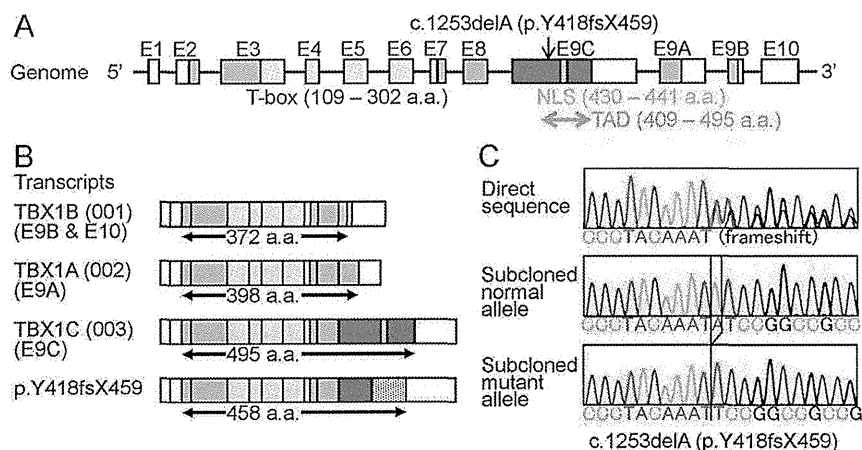 A
c.1253delA (p.Y418fsX459)
E1 E2 E3 E4 E5 E6 E7 E8 E9C E9A E9B E10
Genome 5' 3'
T-box (109 – 302 a.a.)
NLS (430 – 441 a.a.)
TAD (409 – 495 a.a.)
B
Transcripts
TBX1B (001)
(E9B & E10)
372 a.a.
TBX1A (002)
(E9A)
398 a.a.
TBX1C (003)
(E9C)
495 a.a.
p.Y418fsX459
458 a.a.
C
Direct
sequence
CCCTACAAAT (frameshift)
Subcloned
normal
allele
CCCTACAAATATCCGGCCGCC
Subcloned
mutant
allele
CCCTACAAATTCCGGCCGCCG
c.1253delA (p.Y418fsX459)